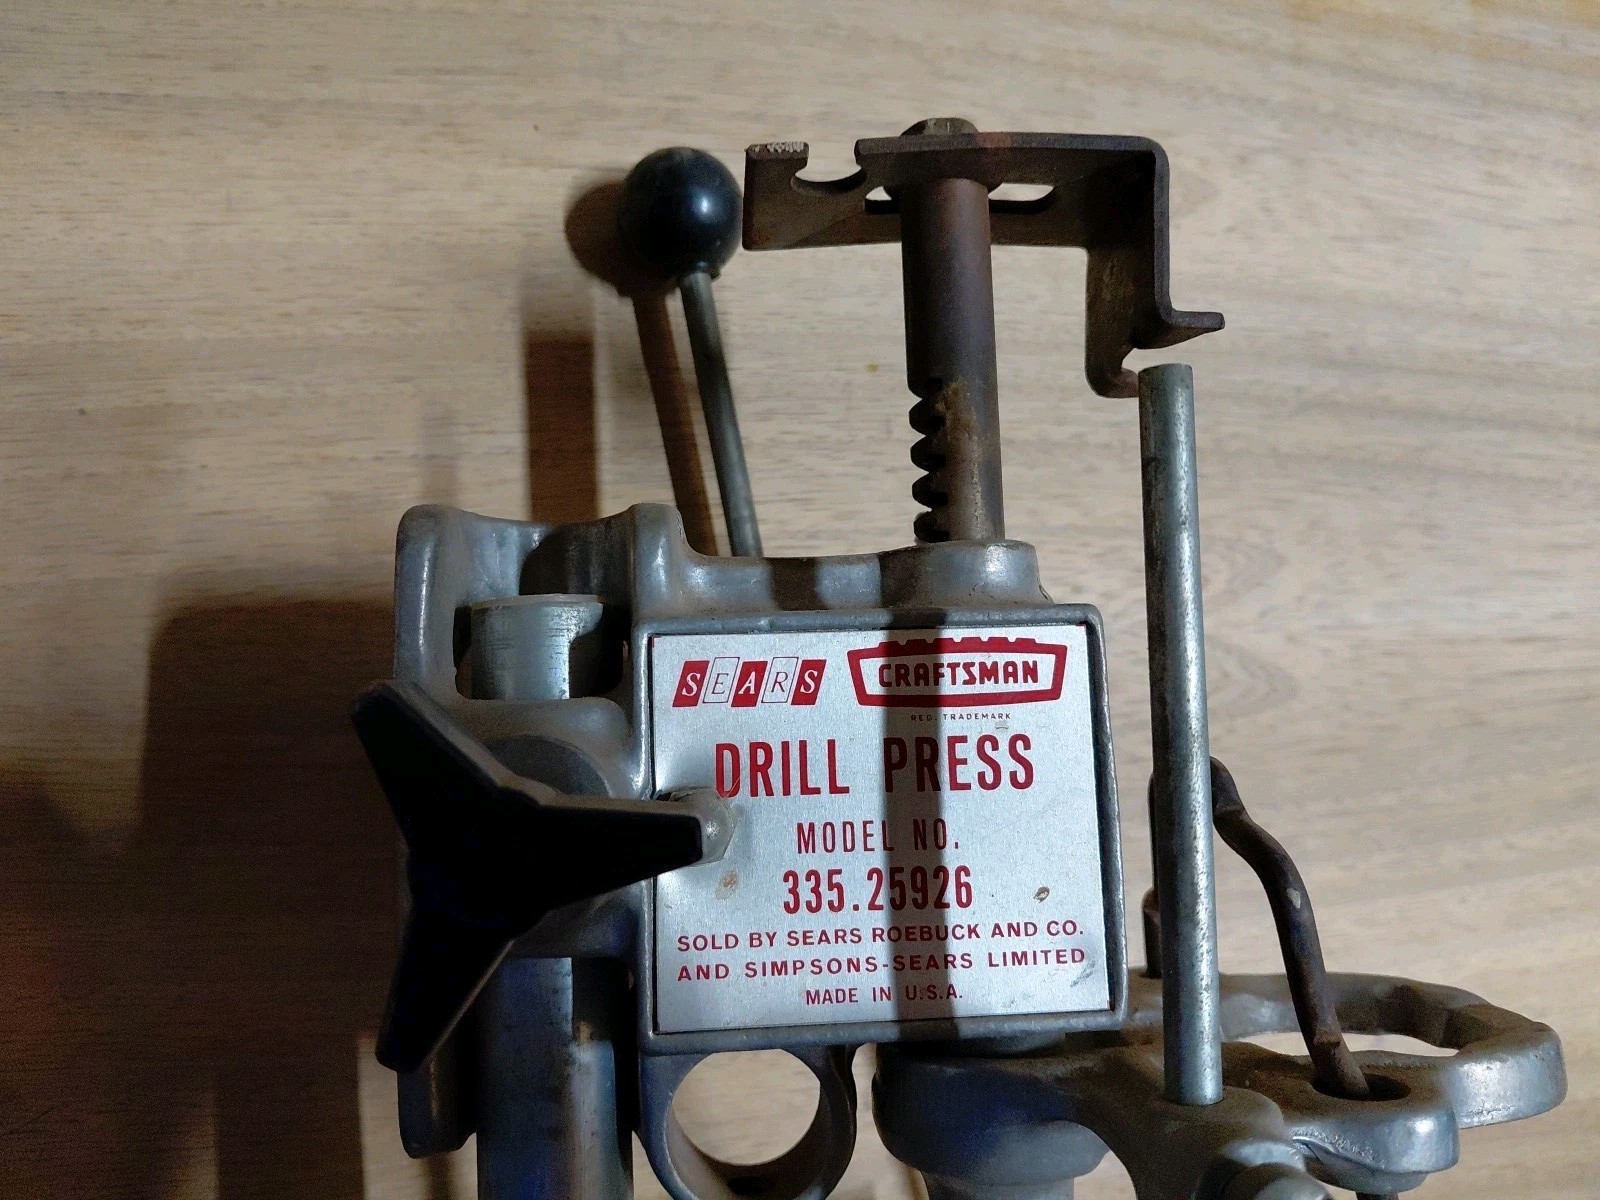 SEARS CRAFTSMAN
REG. TRADEMARK
DRILL PRESS
MODEL NO.
335.25926
SOLD BY SEARS ROEBUCK AND CO.
AND SIMPSONS-SEARS LIMITED
MADE IN U.S.A.